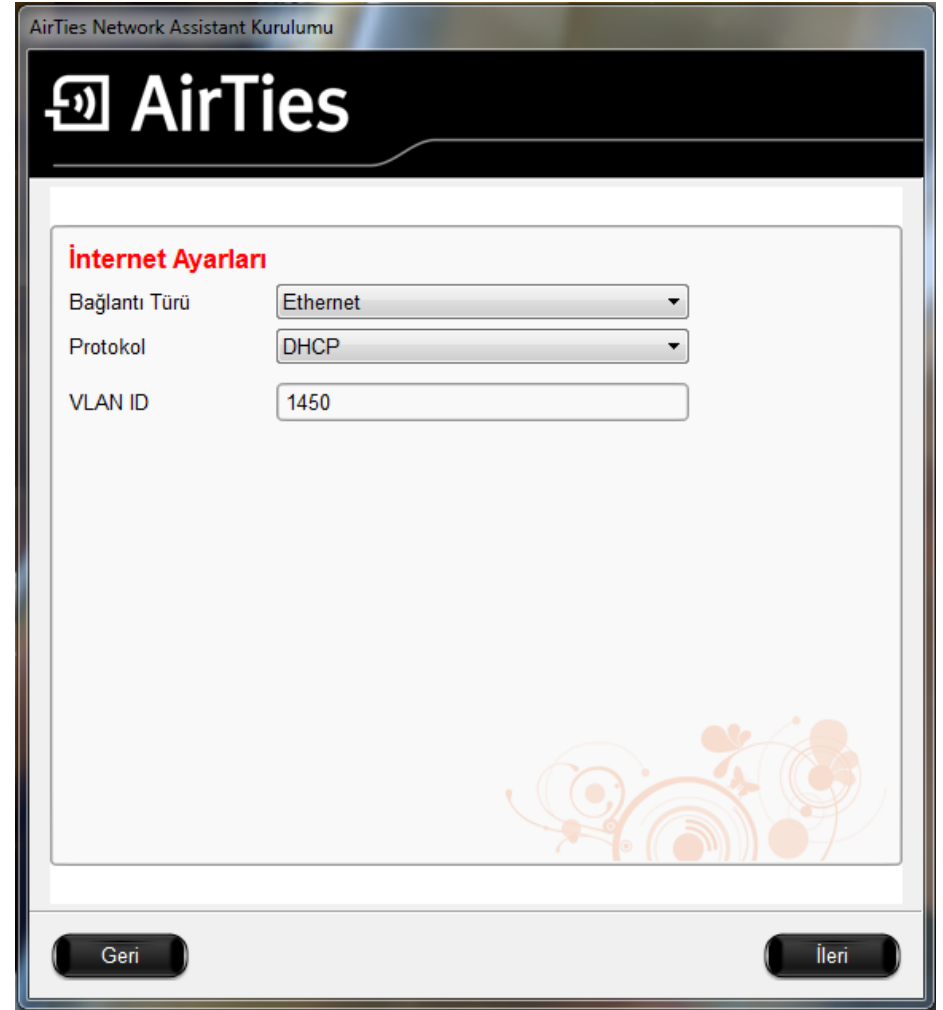 AirTies Network Assistant Kurulumu
AirTies
İnternet Ayarları
Bağlantı Türü Ethernet
Protokol DHCP
VLAN ID 1450
Geri İleri